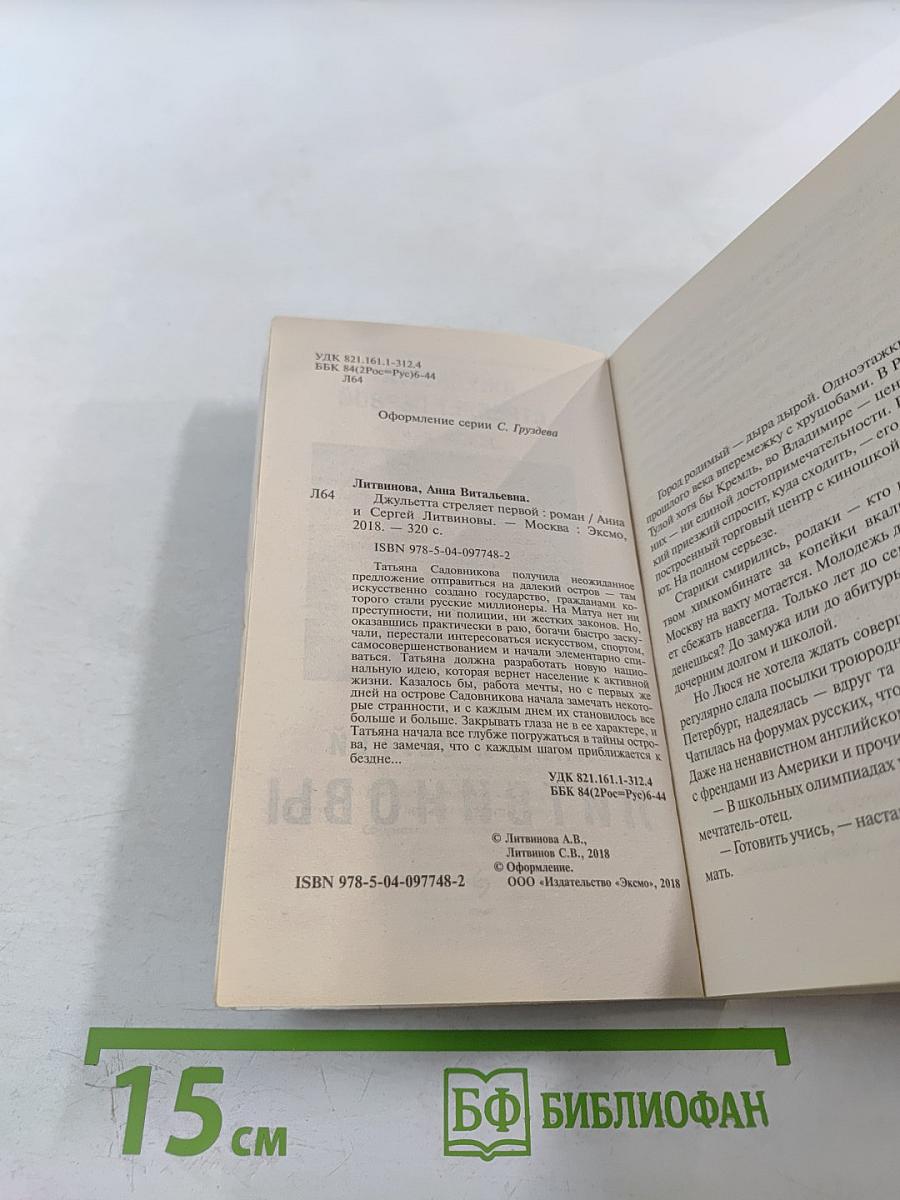 УДК 821.161.1-312.4
ББК 84(2Рос=Рус)6-44
Л64
Оформление серии С. Груздева
Литвинова, Анна Витальевна.
Л64 Джульетта стреляет первой : роман / Анна
и Сергей Литвиновы. — Москва : Эксмо,
2018. — 320 с.
ISBN 978-5-04-097748-2
Татьяна Садовникова получила неожиданное
предложение отправиться на далекий остров — там
искусственно создано государство, гражданами ко-
торого стали русские миллионеры. На Матуа нет ни
преступности, ни полиции, ни жестких законов. Но,
оказавшись практически в раю, богачи быстро заску-
чали, перестали интересоваться искусством, спортом,
самосовершенствованием и начали элементарно спи-
ваться. Татьяна должна разработать новую нацио-
нальную идею, которая вернет население к активной
жизни. Казалось бы, работа мечты, но с первых же
дней на острове Садовникова начала замечать некото-
рые странности, и с каждым днем их становилось все
больше и больше. Закрывать глаза не в ее характере, и
Татьяна начала все глубже погружаться в тайны остро-
ва, не замечая, что с каждым шагом приближается к
бездне...
УДК 821.161.1-312.4
ББК 84(2Рос=Рус)6-44
© Литвинова А.В.,
Литвинов С.В., 2018
© Оформление.
ISBN 978-5-04-097748-2 ООО «Издательство «Эксмо», 2018
Город родимый — дыра дырой. Одноэтажки
прошлого века вперемежку с хрущобами. В
Тулой хотя бы Кремль, во Владимире —
них — ни единой достопримечательности.
кий приезжий спросит, куда сходить, — его
построенный торговый центр с киношкой
ют. На полном серьезе.
Старики смирились, родаки — кто
твом химкомбинате за копейки
Москву на вахту мотается. Молодежь
ет сбежать навсегда. Только лет до
денешься? До замужа или до
дочерним долгом и школой.
Но Люся не хотела ждать
регулярно слала посылки
Петербург, надеялась — вдруг та
Чатилась на форумах русских, что
Даже на ненавистном
с френдами из Америки и
— В школьных олимпиадах
мечтатель-отец.
— Готовить учись, —
мать.
15 см
БФ БИБЛИОФАН